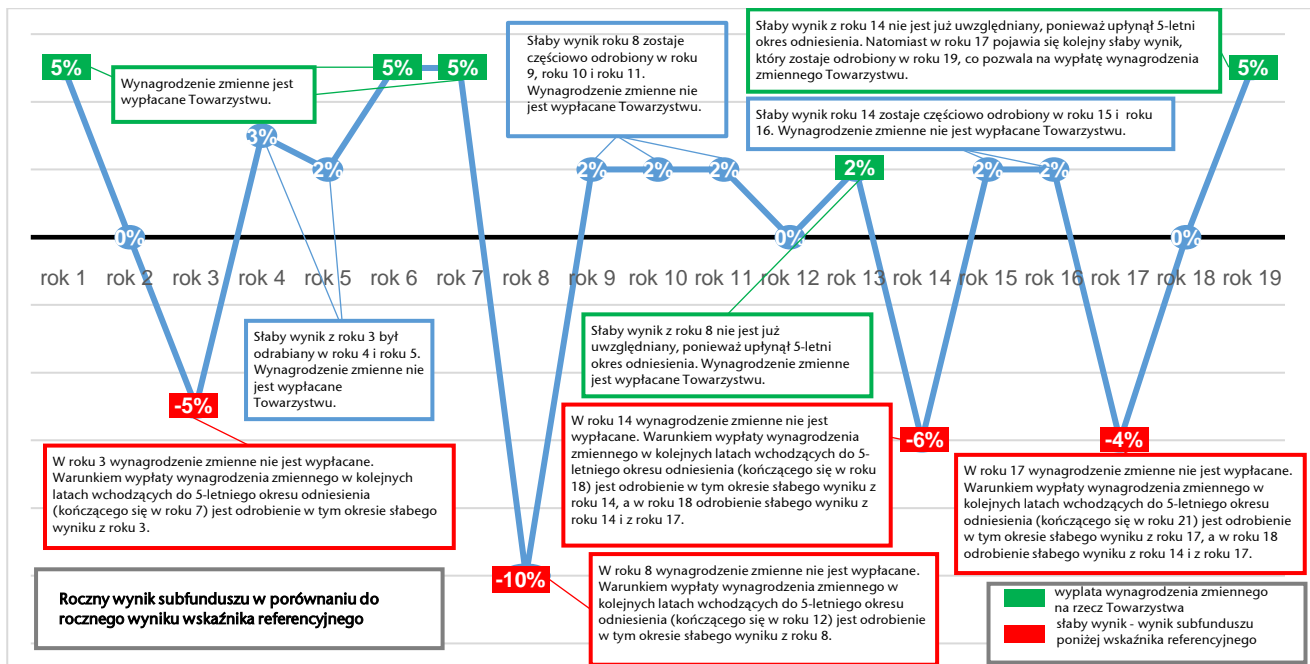 Słaby wynik z roku 14 nie jest już uwzględniany, ponieważ upłynął 5-letni
okres odniesienia. Natomiast w roku 17 pojawia się kolejny słaby wynik,
który zostaje odrobiony w roku 19, co pozwala na wypłatę wynagrodzenia
zmiennego Towarzystwu.
Słaby wynik roku 8 zostaje
częściowo odrobiony w roku
9, roku 10 i roku 11.
Wynagrodzenie zmienne nie
jest wypłacane Towarzystwu.
Wynagrodzenie zmienne jest
wypłacane Towarzystwu.
Słaby wynik roku 14 zostaje częściowo odrobiony w roku 15 i roku
16. Wynagrodzenie zmienne nie jest wypłacane Towarzystwu.
5%
0%
-5%
3%
2%
5%
5%
-10%
2%
2%
2%
0%
2%
-6%
2%
2%
-4%
0%
5%
rok 1 rok 2 rok 3 rok 4 rok 5 rok 6 rok 7 rok 8 rok 9 rok 10 rok 11 rok 12 rok 13 rok 14 rok 15 rok 16 rok 17 rok 18 rok 19
Słaby wynik z roku 3 był
odrabiany w roku 4 i roku 5.
Wynagrodzenie zmienne nie
jest wypłacane
Towarzystwu.
Słaby wynik z roku 8 nie jest już
uwzględniany, ponieważ upłynął 5-letni
okres odniesienia. Wynagrodzenie zmienne
jest wypłacane Towarzystwu.
W roku 3 wynagrodzenie zmienne nie jest wypłacane.
Warunkiem wypłaty wynagrodzenia zmiennego w kolejnych
latach wchodzących do 5-letniego okresu odniesienia
(kończącego się w roku 7) jest odrobienie w tym okresie słabego
wyniku z roku 3.
W roku 14 wynagrodzenie zmienne nie jest
wypłacane. Warunkiem wypłaty wynagrodzenia
zmiennego w kolejnych latach wchodzących do 5-
letniego okresu odniesienia (kończącego się w roku
18) jest odrobienie w tym okresie słabego wyniku z
roku 14, a w roku 18 odrobienie słabego wyniku z
roku 14 i z roku 17.
W roku 17 wynagrodzenie zmienne nie jest wypłacane.
Warunkiem wypłaty wynagrodzenia zmiennego w
kolejnych latach wchodzących do 5-letniego okresu
odniesienia (kończącego się w roku 21) jest odrobienie
w tym okresie słabego wyniku z roku 17, a w roku 18
odrobienie słabego wyniku z roku 14 i z roku 17.
W roku 8 wynagrodzenie zmienne nie jest wypłacane.
Warunkiem wypłaty wynagrodzenia zmiennego w
kolejnych latach wchodzących do 5-letniego okresu
odniesienia (kończącego się w roku 12) jest odrobienie
w tym okresie słabego wyniku z roku 8.
Roczny wynik subfunduszu w porównaniu do
rocznego wyniku wskaźnika referencyjnego
wypłata wynagrodzenia zmiennego
na rzecz Towarzystwa
słaby wynik - wynik subfunduszu
poniżej wskaźnika referencyjnego